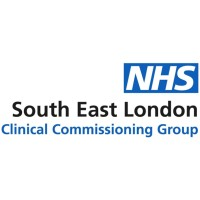 NHS
South East London
Clinical Commissioning Group